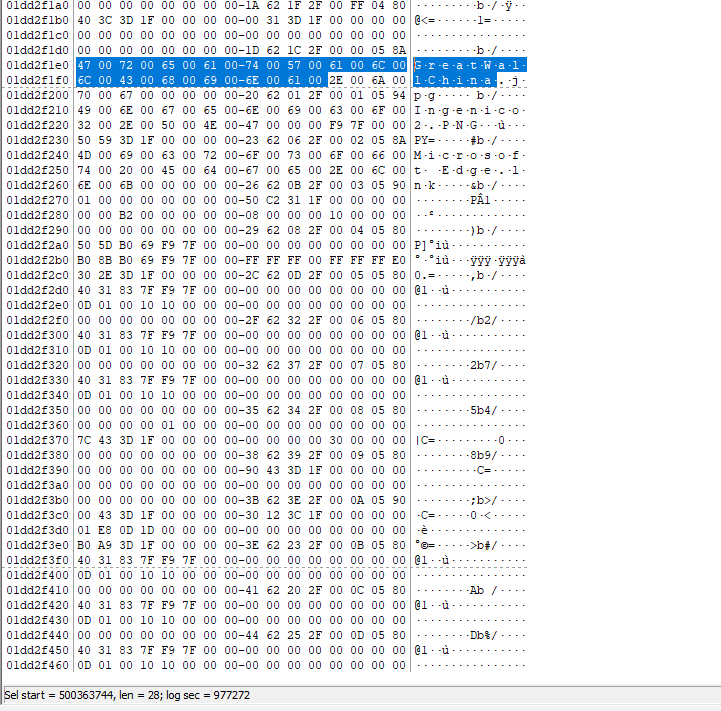 01dd2f1a0 00 00 00 00 00 00 00 00-1A 62 1F 2F 00 FF 04 80 ·········b·/·ÿ··
01dd2f1b0 40 3C 3D 1F 00 00 00 00-00 31 3D 1F 00 00 00 00 @<=······1=·····
01dd2f1c0 00 00 00 00 00 00 00 00-00 00 00 00 00 00 00 00 ················
01dd2f1d0 00 00 00 00 00 00 00 00-1D 62 1C 2F 00 00 05 8A ·········b·/····
01dd2f1e0 47 00 72 00 65 00 61 00-74 00 57 00 61 00 6C 00 G·r·e·a·t·W·a·l·
01dd2f1f0 6C 00 43 00 68 00 69 00-6E 00 61 00 2E 00 6A 00 l·C·h·i·n·a·.·j·
01dd2f200 70 00 67 00 00 00 00 00-20 62 01 2F 00 01 05 94 p·g····· b·/····
01dd2f210 49 00 6E 00 67 00 65 00-6E 00 69 00 63 00 6F 00 I·n·g·e·n·i·c·o·
01dd2f220 32 00 2E 00 50 00 4E 00-47 00 00 00 F9 7F 00 00 2·.·P·N·G···ù···
01dd2f230 50 59 3D 1F 00 00 00 00-23 62 06 2F 00 02 05 8A PY=·····#b·/····
01dd2f240 4D 00 69 00 63 00 72 00-6F 00 73 00 6F 00 66 00 M·i·c·r·o·s·o·f·
01dd2f250 74 00 20 00 45 00 64 00-67 00 65 00 2E 00 6C 00 t· ·E·d·g·e·.·l·
01dd2f260 6E 00 6B 00 00 00 00 00-26 62 0B 2F 00 03 05 90 n·k·····&b·/····
01dd2f270 01 00 00 00 00 00 00 00-50 C2 31 1F 00 00 00 00 ········PÂ1·····
01dd2f280 00 00 B2 00 00 00 00 00-08 00 00 00 10 00 00 00 ··²·············
01dd2f290 00 00 00 00 00 00 00 00-29 62 08 2F 00 04 05 80 ········)b·/····
01dd2f2a0 50 5D B0 69 F9 7F 00 00-00 00 00 00 00 00 00 00 P]°iù···········
01dd2f2b0 B0 8B B0 69 F9 7F 00 00-FF FF FF 00 FF FF FF E0 °·°iù···ÿÿÿ·ÿÿÿà
01dd2f2c0 30 2E 3D 1F 00 00 00 00-2C 62 0D 2F 00 05 05 80 0.=·····,b·/····
01dd2f2d0 40 31 83 7F F9 7F 00 00-00 00 00 00 00 00 00 00 @1··ù···········
01dd2f2e0 0D 01 00 10 10 00 00 00-00 00 00 00 00 00 00 00 ················
01dd2f2f0 00 00 00 00 00 00 00 00-2F 62 32 2F 00 06 05 80 ········/b2/····
01dd2f300 40 31 83 7F F9 7F 00 00-00 00 00 00 00 00 00 00 @1··ù···········
01dd2f310 0D 01 00 10 10 00 00 00-00 00 00 00 00 00 00 00 ················
01dd2f320 00 00 00 00 00 00 00 00-32 62 37 2F 00 07 05 80 ········2b7/····
01dd2f330 40 31 83 7F F9 7F 00 00-00 00 00 00 00 00 00 00 @1··ù···········
01dd2f340 0D 01 00 10 10 00 00 00-00 00 00 00 00 00 00 00 ················
01dd2f350 00 00 00 00 00 00 00 00-35 62 34 2F 00 08 05 80 ········5b4/····
01dd2f360 00 00 00 00 01 00 00 00-00 00 00 00 00 00 00 00 ················
01dd2f370 7C 43 3D 1F 00 00 00 00-00 00 00 00 30 00 00 00 |C=·········0···
01dd2f380 00 00 00 00 00 00 00 00-38 62 39 2F 00 09 05 80 ········8b9/····
01dd2f390 00 00 00 00 00 00 00 00-90 43 3D 1F 00 00 00 00 ·········C=·····
01dd2f3a0 00 00 00 00 00 00 00 00-00 00 00 00 00 00 00 00 ················
01dd2f3b0 00 00 00 00 00 00 00 00-3B 62 3E 2F 00 0A 05 90 ········;b>/····
01dd2f3c0 00 43 3D 1F 00 00 00 00-30 12 3C 1F 00 00 00 00 ·C=·····0·<·····
01dd2f3d0 01 E8 0D 1D 00 00 00 00-00 00 00 00 00 00 00 00 ·è··············
01dd2f3e0 B0 A9 3D 1F 00 00 00 00-3E 62 23 2F 00 0B 05 80 °©=·····>b#/····
01dd2f3f0 40 31 83 7F F9 7F 00 00-00 00 00 00 00 00 00 00 @1··ù···········
01dd2f400 0D 01 00 10 10 00 00 00-00 00 00 00 00 00 00 00 ················
01dd2f410 00 00 00 00 00 00 00 00-41 62 20 2F 00 0C 05 80 ········Ab /····
01dd2f420 40 31 83 7F F9 7F 00 00-00 00 00 00 00 00 00 00 @1··ù···········
01dd2f430 0D 01 00 10 10 00 00 00-00 00 00 00 00 00 00 00 ················
01dd2f440 00 00 00 00 00 00 00 00-44 62 25 2F 00 0D 05 80 ········Db%/····
01dd2f450 40 31 83 7F F9 7F 00 00-00 00 00 00 00 00 00 00 @1··ù···········
01dd2f460 0D 01 00 10 10 00 00 00-00 00 00 00 00 00 00 00 ················
Sel start = 500363744, len = 28; log sec = 977272